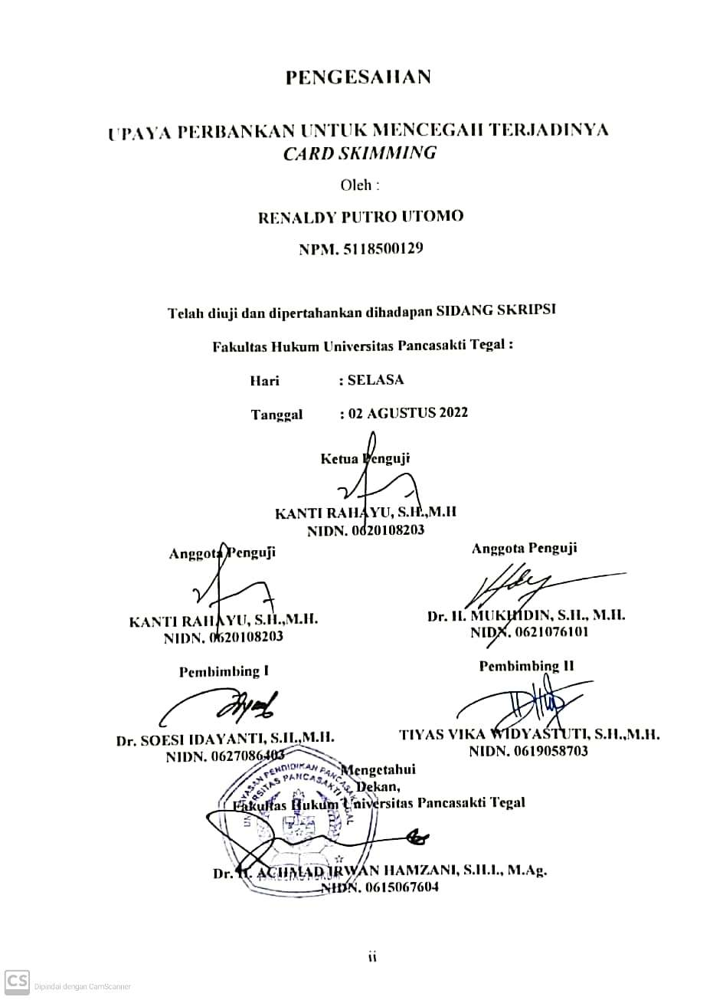 PENGESAHAN
UPAYA PERBANKAN UNTUK MENCEGAH TERJADINYA
CARD SKIMMING
Oleh :
RENALDY PUTRO UTOMO
NPM. 5118500129
Telah diuji dan dipertahankan dihadapan SIDANG SKRIPSI
Fakultas Hukum Universitas Pancasakti Tegal :
Hari : SELASA
Tanggal : 02 AGUSTUS 2022
Ketua Penguji
KANTI RAHAYU, S.H.,M.H
NIDN. 0620108203
Anggota Penguji
KANTI RAHAYU, S.H.,M.H.
NIDN. 0620108203
Anggota Penguji
Dr. H. MUKHIDIN, S.H., M.H.
NIDN. 0621076101
Pembimbing I
Dr. SOESI IDAYANTI, S.H.,M.H.
NIDN. 0627086403
Pembimbing II
TIYAS VIKA WIDYASTUTI, S.H.,M.H.
NIDN. 0619058703
YAYASAN PENDIDIKAN PANCASAKTI
UNIVERSITAS PANCASAKTI TEGAL
Mengetahui
Dekan,
Fakultas Hukum Universitas Pancasakti Tegal
Dr. H. ACHMAD IRWAN HAMZANI, S.H.I., M.Ag.
FAKULTAS HUKUM
NIDN. 0615067604
ii
CS Dipindai dengan CamScanner